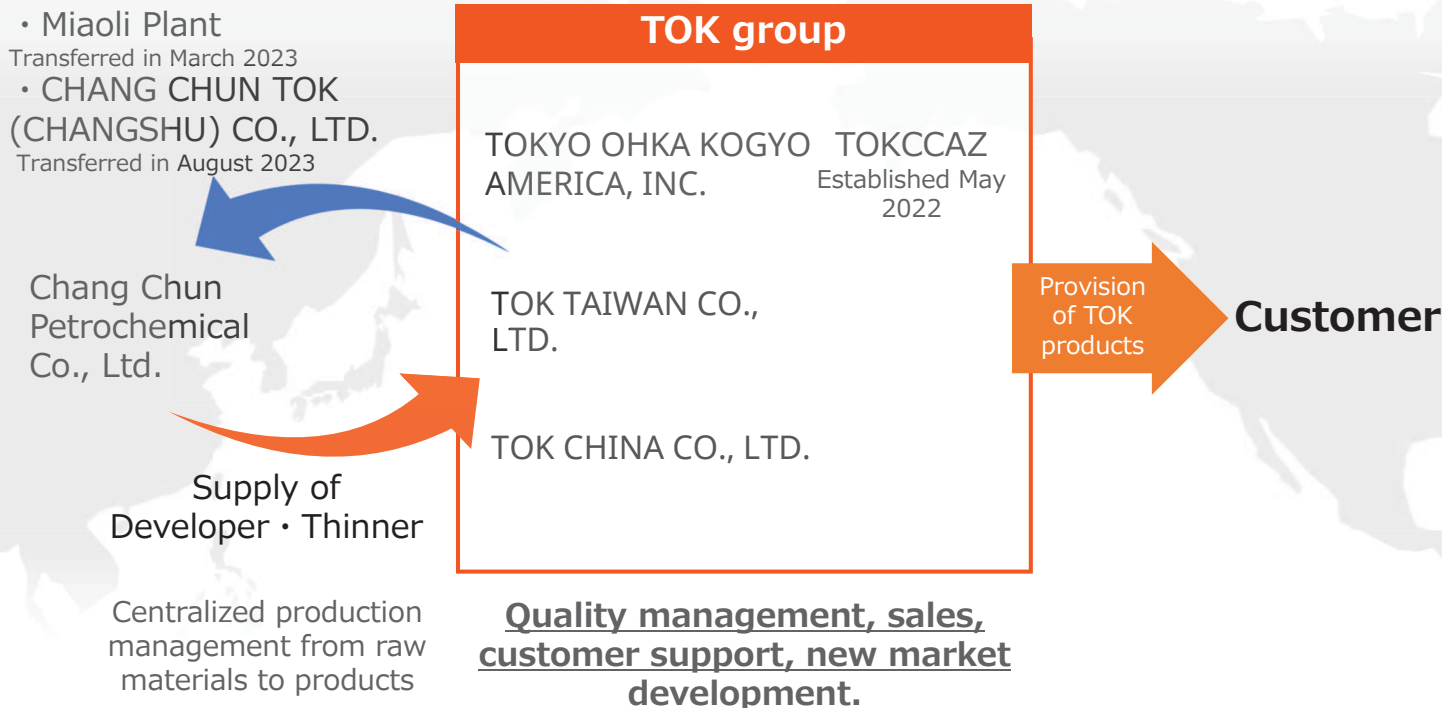 ・Miaoli Plant
Transferred in March 2023
・CHANG CHUN TOK
(CHANGSHU) CO., LTD.
Transferred in August 2023
Chang Chun
Petrochemical
Co., Ltd.
Supply of
Developer・Thinner
Centralized production
management from raw
materials to products
TOK group
TOKYO OHKA KOGYO
AMERICA, INC.
TOKCCAZ
Established May
2022
TOK TAIWAN CO.,
LTD.
TOK CHINA CO., LTD.
Quality management, sales,
customer support, new market
development.
Provision
of TOK
products
Customer